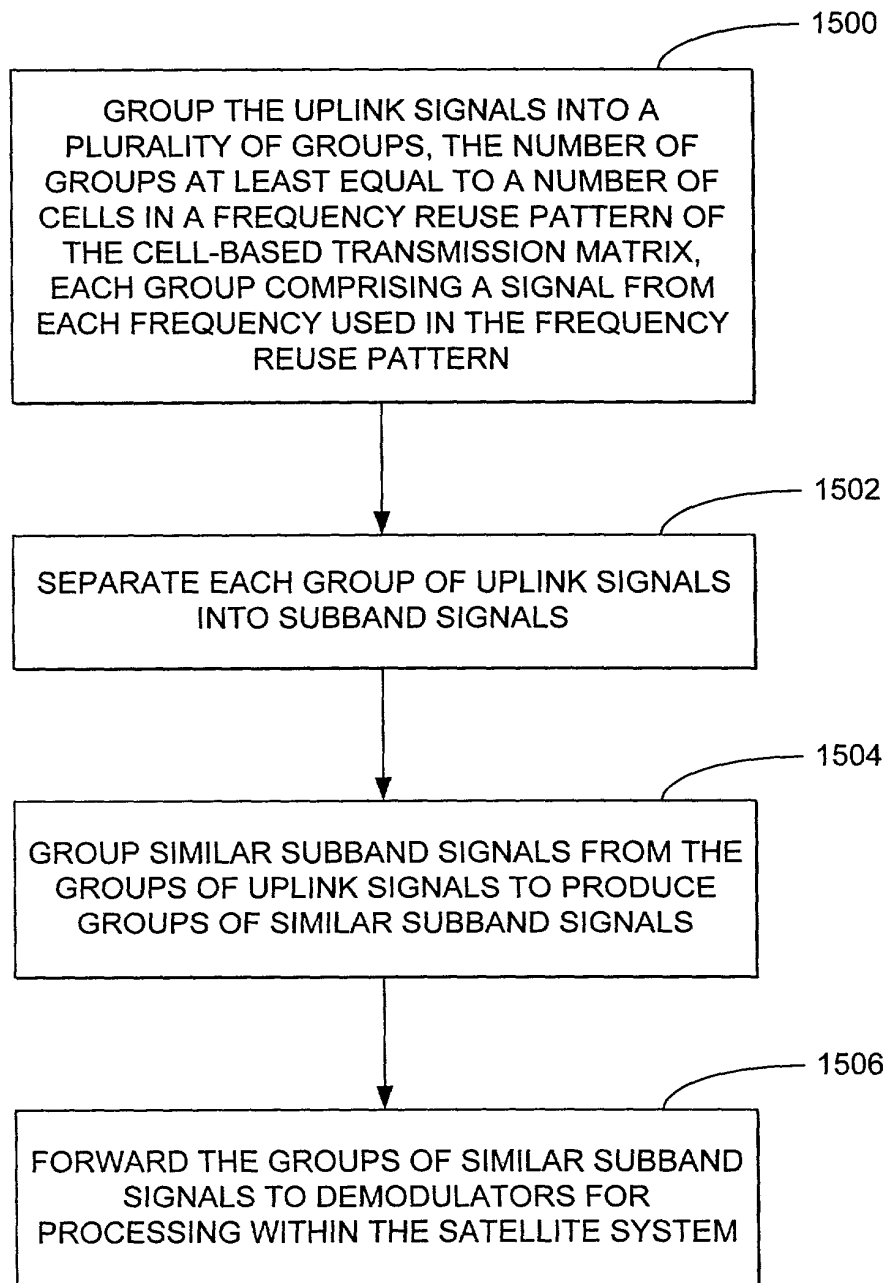 1500
GROUP THE UPLINK SIGNALS INTO A
PLURALITY OF GROUPS, THE NUMBER OF
GROUPS AT LEAST EQUAL TO A NUMBER OF
CELLS IN A FREQUENCY REUSE PATTERN OF
THE CELL-BASED TRANSMISSION MATRIX,
EACH GROUP COMPRISING A SIGNAL FROM
EACH FREQUENCY USED IN THE FREQUENCY
REUSE PATTERN
1502
SEPARATE EACH GROUP OF UPLINK SIGNALS
INTO SUBBAND SIGNALS
1504
GROUP SIMILAR SUBBAND SIGNALS FROM THE
GROUPS OF UPLINK SIGNALS TO PRODUCE
GROUPS OF SIMILAR SUBBAND SIGNALS
1506
FORWARD THE GROUPS OF SIMILAR SUBBAND
SIGNALS TO DEMODULATORS FOR
PROCESSING WITHIN THE SATELLITE SYSTEM